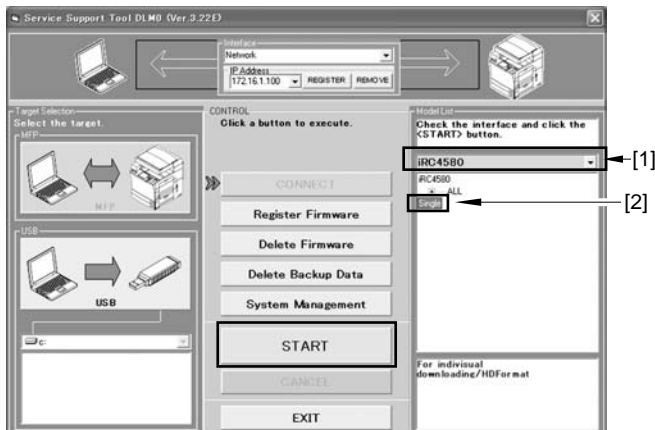 Service Support Tool DLM0 (Ver.3.22E)
Interface
Network
IP Address
172.16.1.100
REGISTER
REMOVE
Target Selection
Select the target.
MFP
MFP
USB
USB
c:
CONTROL
Click a button to execute.
CONNECT
Register Firmware
Delete Firmware
Delete Backup Data
System Management
START
CANCEL
EXIT
Model List
Check the interface and click the
<START> button.
iRC4580
iRC4580
ALL
Single
For indivisual
downloading/HDFormat
[1]
[2]